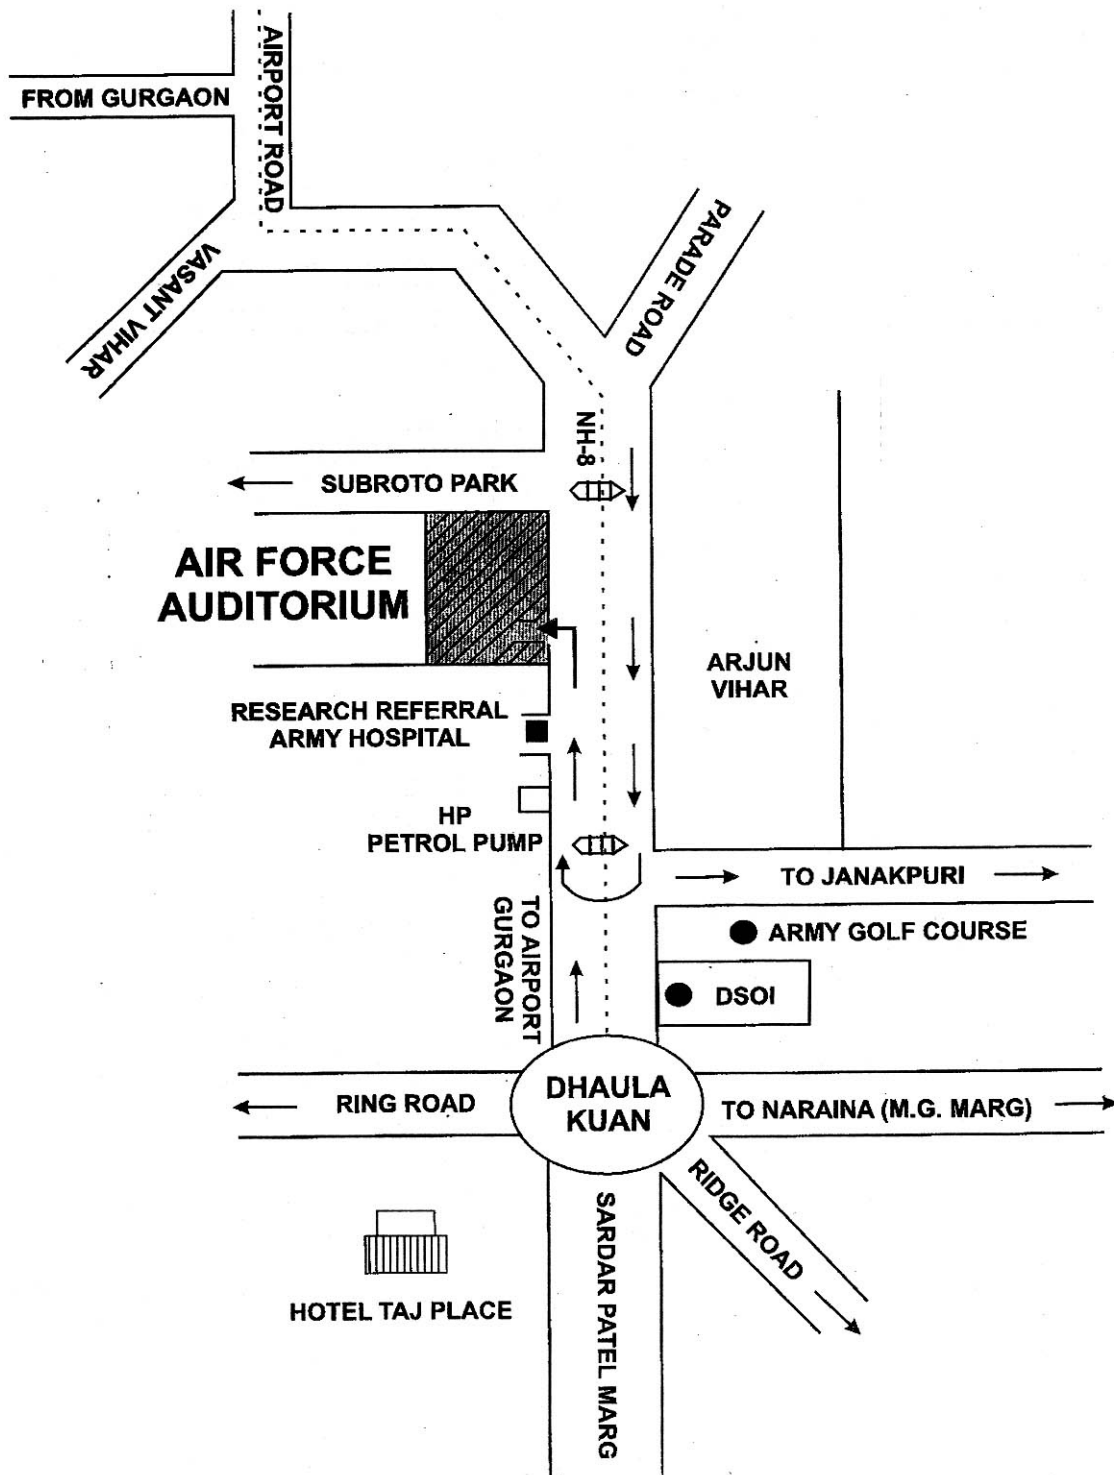 AIRPORT ROAD
FROM GURGAON
VASANT VIHAR
PARADE ROAD
NH-8
SUBROTO PARK
AIR FORCE
AUDITORIUM
ARJUN
VIHAR
RESEARCH REFERRAL
ARMY HOSPITAL
HP
PETROL PUMP
TO JANAKPURI
TO AIRPORT
GURGAON
ARMY GOLF COURSE
DSOI
DHAULA
KUAN
RING ROAD
TO NARAINA (M.G. MARG)
RIDGE ROAD
SARDAR PATEL MARG
HOTEL TAJ PLACE